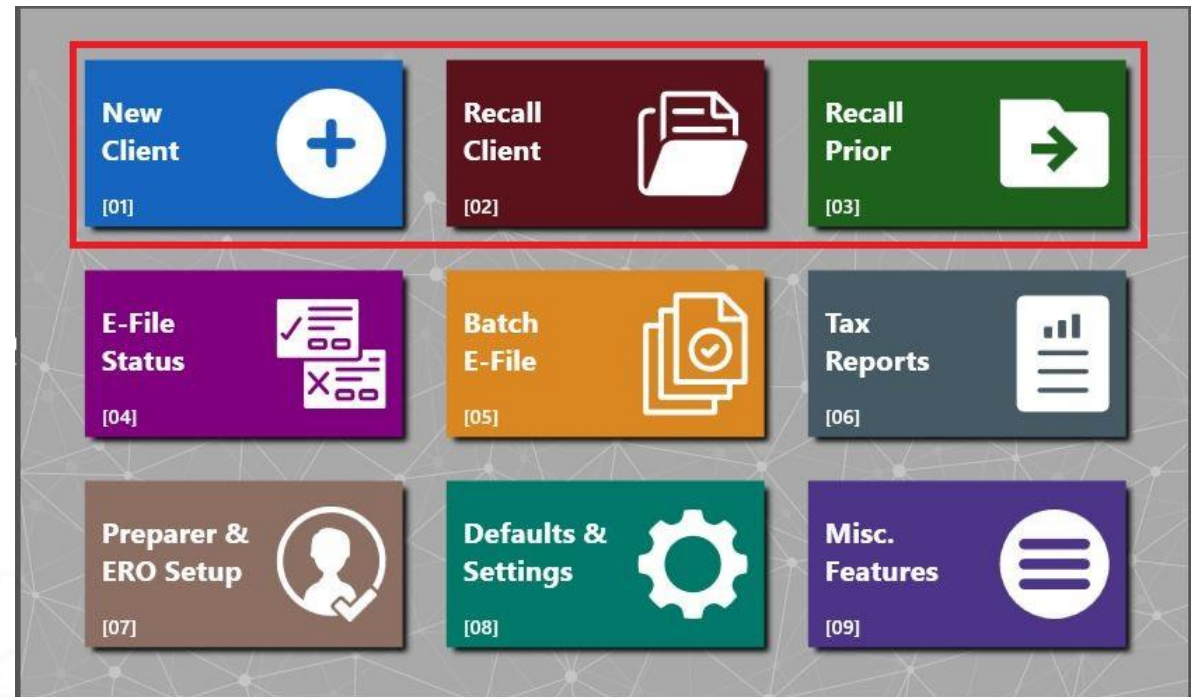 New
Client
[01]
Recall
Client
[02]
Recall
Prior
[03]
E-File
Status
[04]
Batch
E-File
[05]
Tax
Reports
[06]
Preparer &
ERO Setup
[07]
Defaults &
Settings
[08]
Misc.
Features
[09]